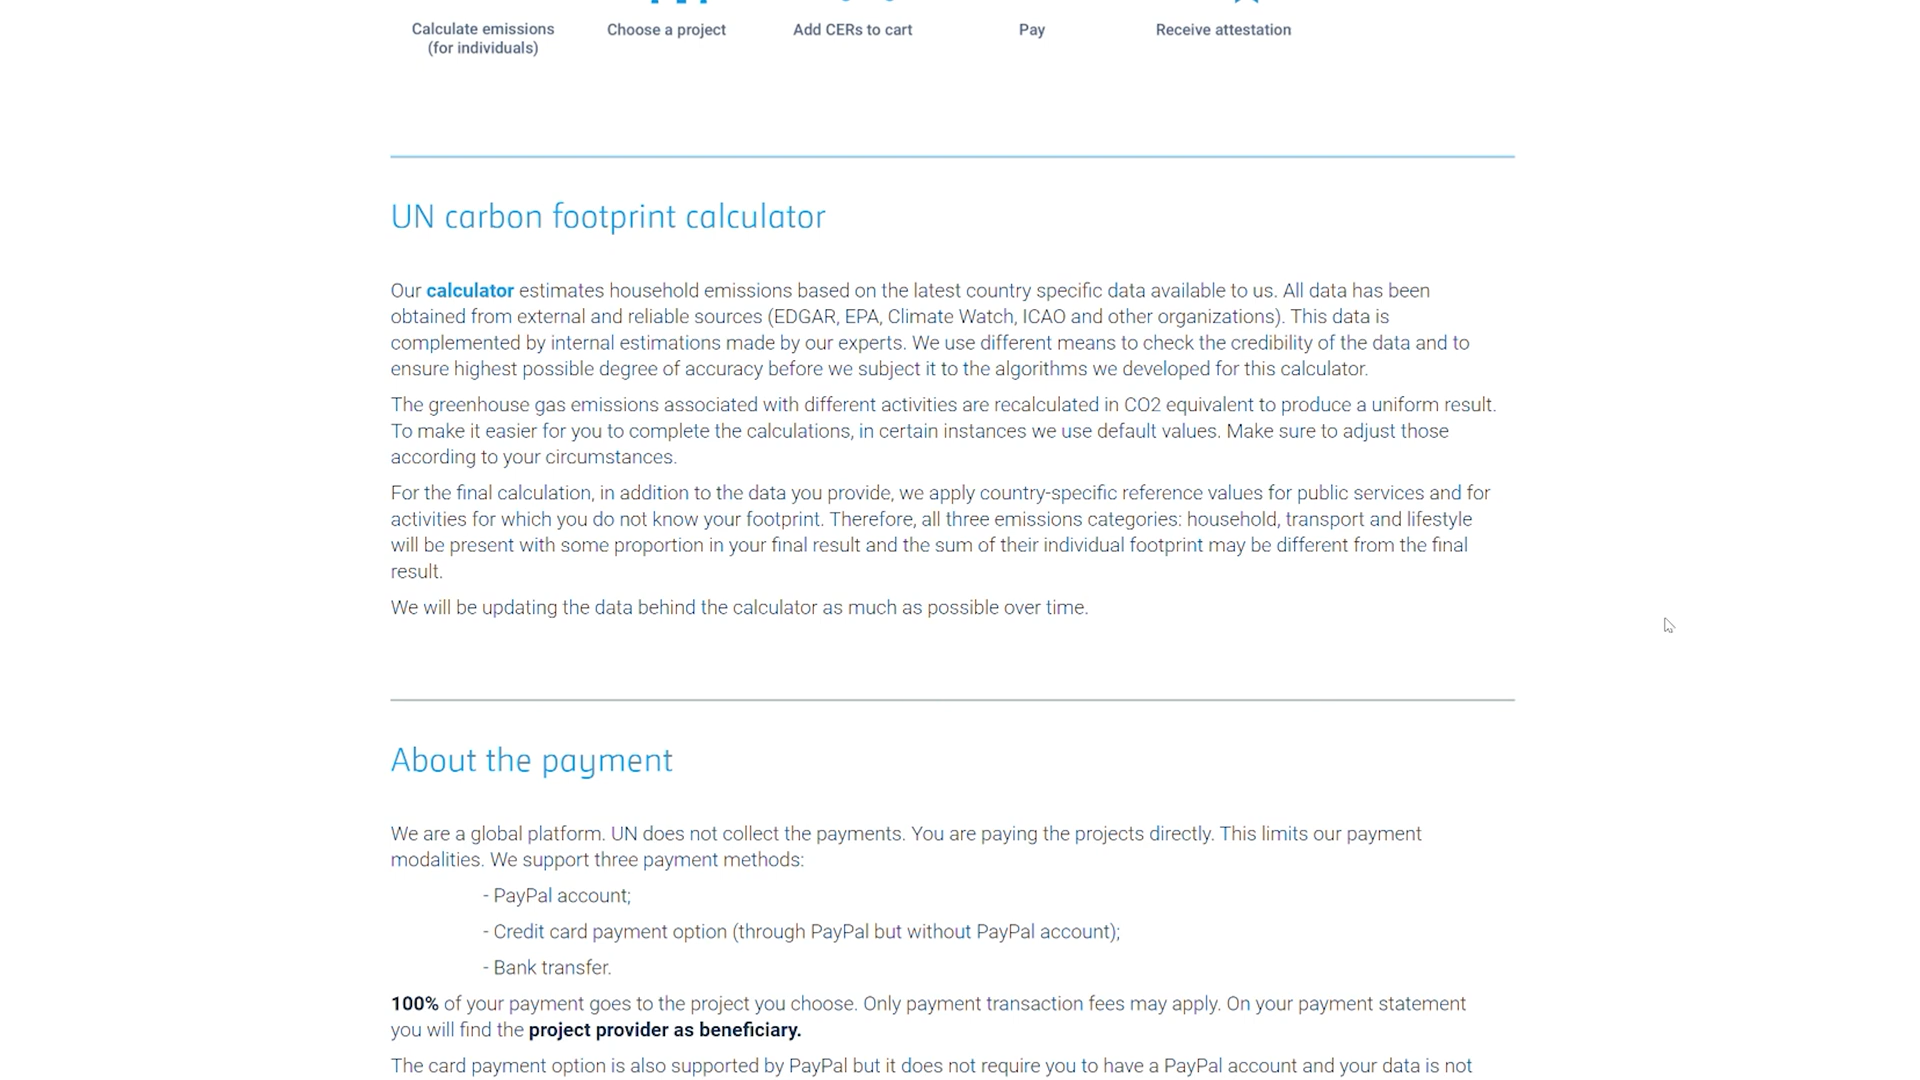 Calculate emissions
(for individuals)
Choose a project
Add CERs to cart
Pay
Receive attestation
UN carbon footprint calculator
Our calculator estimates household emissions based on the latest country specific data available to us. All data has been
obtained from external and reliable sources (EDGAR, EPA, Climate Watch, ICAO and other organizations). This data is
complemented by internal estimations made by our experts. We use different means to check the credibility of the data and to
ensure highest possible degree of accuracy before we subject it to the algorithms we developed for this calculator.
The greenhouse gas emissions associated with different activities are recalculated in CO2 equivalent to produce a uniform result.
To make it easier for you to complete the calculations, in certain instances we use default values. Make sure to adjust those
according to your circumstances.
For the final calculation, in addition to the data you provide, we apply country-specific reference values for public services and for
activities for which you do not know your footprint. Therefore, all three emissions categories: household, transport and lifestyle
will be present with some proportion in your final result and the sum of their individual footprint may be different from the final
result.
We will be updating the data behind the calculator as much as possible over time.
About the payment
We are a global platform. UN does not collect the payments. You are paying the projects directly. This limits our payment
modalities. We support three payment methods:
- PayPal account;
- Credit card payment option (through PayPal but without PayPal account);
- Bank transfer.
100% of your payment goes to the project you choose. Only payment transaction fees may apply. On your payment statement
you will find the project provider as beneficiary.
The card payment option is also supported by PayPal but it does not require you to have a PayPal account and your data is not